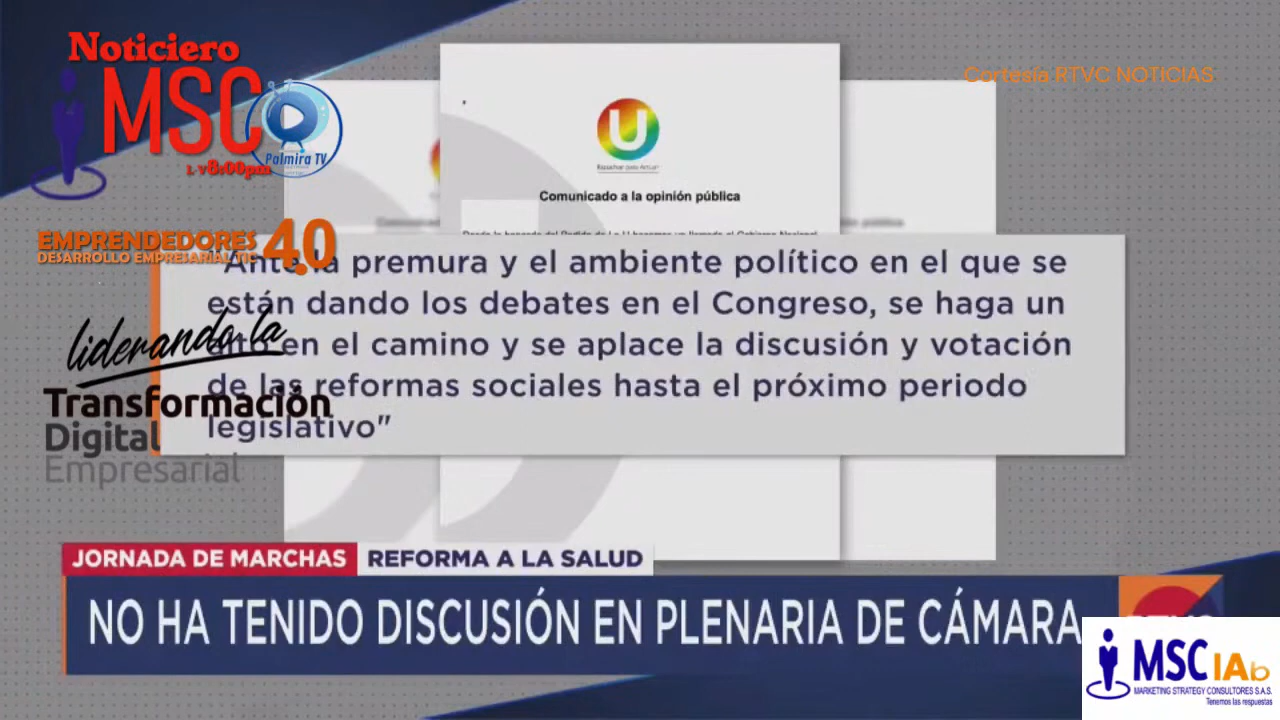 Noticiero
MSC
Palmira TV
L-V 8:00pm
Cortesía RTVC NOTICIAS
U
Comunicado a la opinión pública
EMPRENDEDORES 4.0
DESARROLLO EMPRESARIAL TIC
"Ante la premura y el ambiente político en el que se
están dando los debates en el Congreso, se haga un
alto en el camino y se aplace la discusión y votación
de las reformas sociales hasta el próximo periodo
legislativo"
liderando la
Transformación
Digital
Empresarial
JORNADA DE MARCHAS
REFORMA A LA SALUD
NO HA TENIDO DISCUSIÓN EN PLENARIA DE CÁMARA
MSC IAb
MARKETING STRATEGY CONSULTORES S.A.S.
Tenemos las respuestas